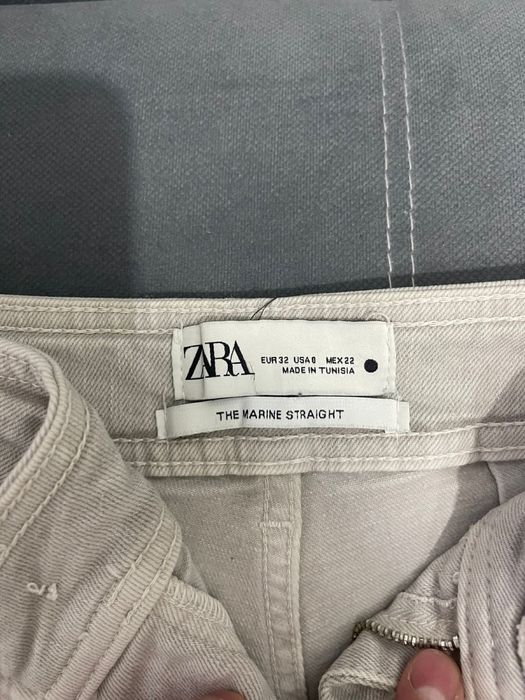 ZARA
EUR 32 USA 0 MEX 22
MADE IN TUNISIA
THE MARINE STRAIGHT